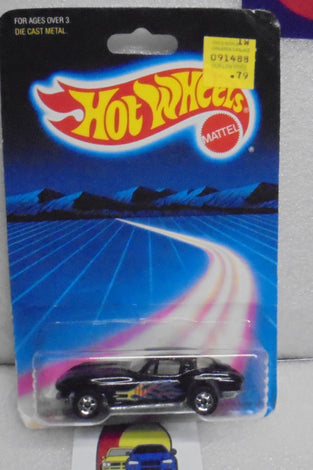 FOR AGES OVER 3
DIE CAST METAL.
091488
.79
HOT WHEELS
MATTEL